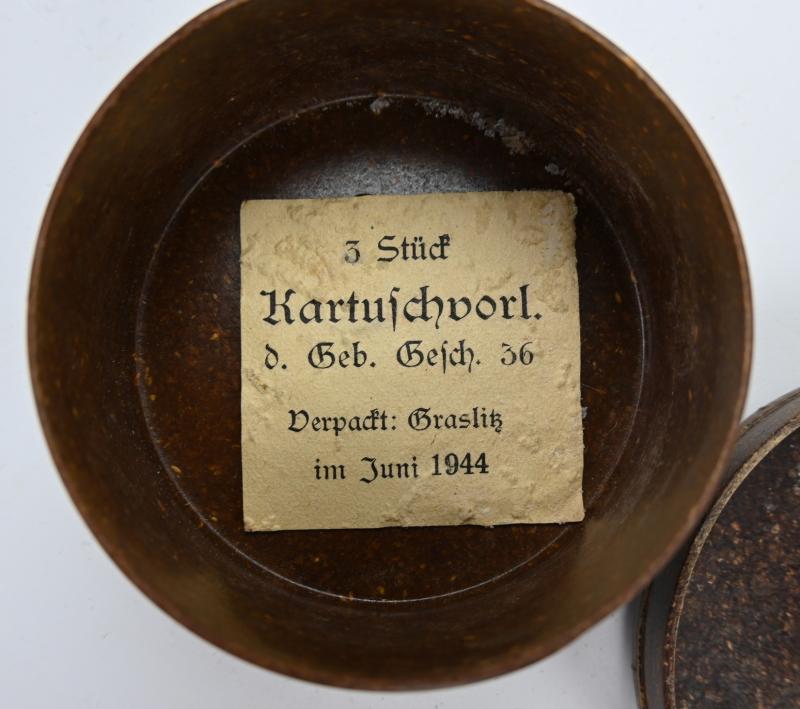 3 Stück
Kartuſchvorl.
d. Geb. Geſch. 36
Verpackt: Graslitz
im Juni 1944